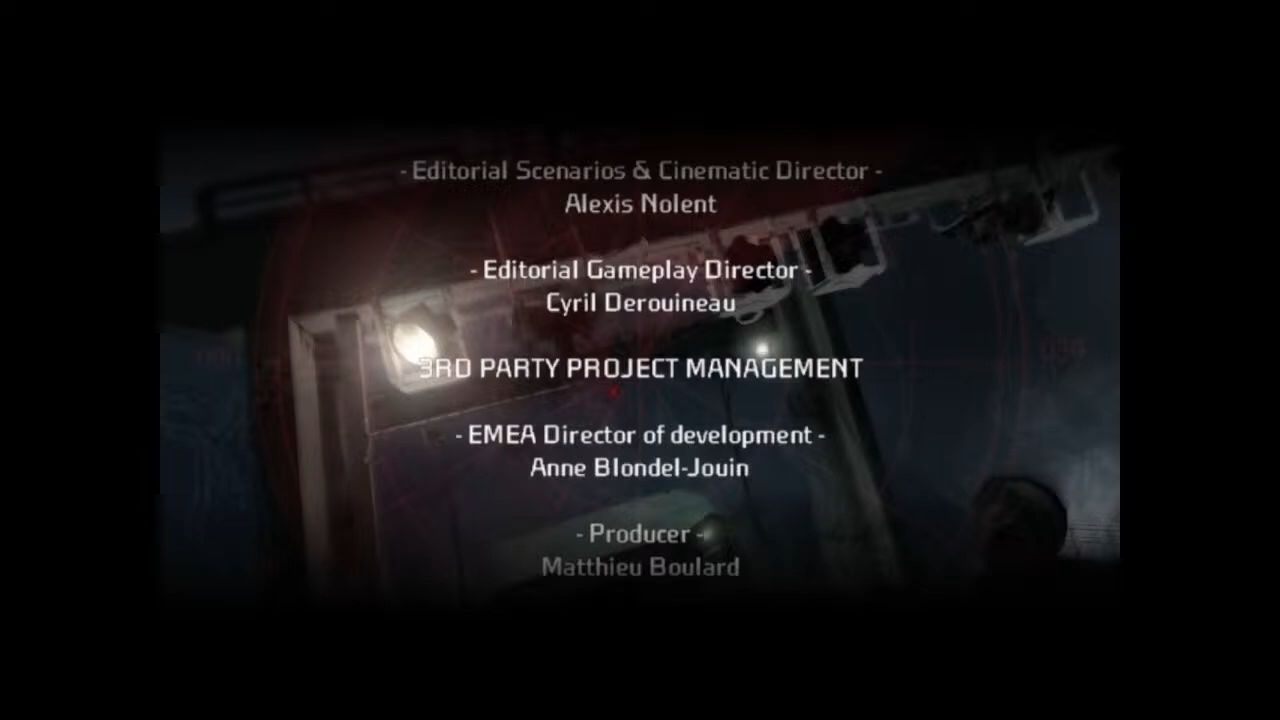 - Editorial Scenarios & Cinematic Director -
Alexis Nolent
- Editorial Gameplay Director -
Cyril Derouineau
3RD PARTY PROJECT MANAGEMENT
- EMEA Director of development -
Anne Blondel-Jouin
- Producer -
Matthieu Boulard